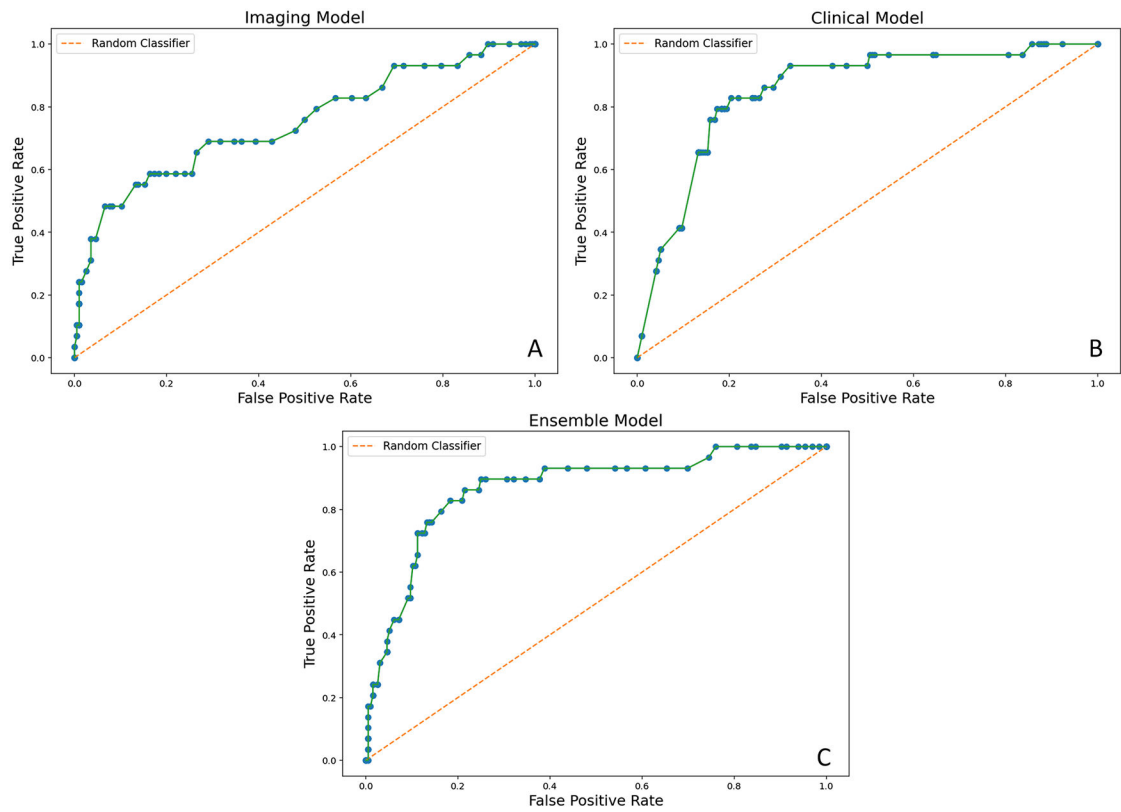 Imaging Model
Random Classifier
1.0
0.8
0.6
0.4
0.2
0.0
True Positive Rate
0.0 0.2 0.4 0.6 0.8 1.0
False Positive Rate
A
Clinical Model
Random Classifier
1.0
0.8
0.6
0.4
0.2
0.0
True Positive Rate
0.0 0.2 0.4 0.6 0.8 1.0
False Positive Rate
B
Ensemble Model
Random Classifier
1.0
0.8
0.6
0.4
0.2
0.0
True Positive Rate
0.0 0.2 0.4 0.6 0.8 1.0
False Positive Rate
C